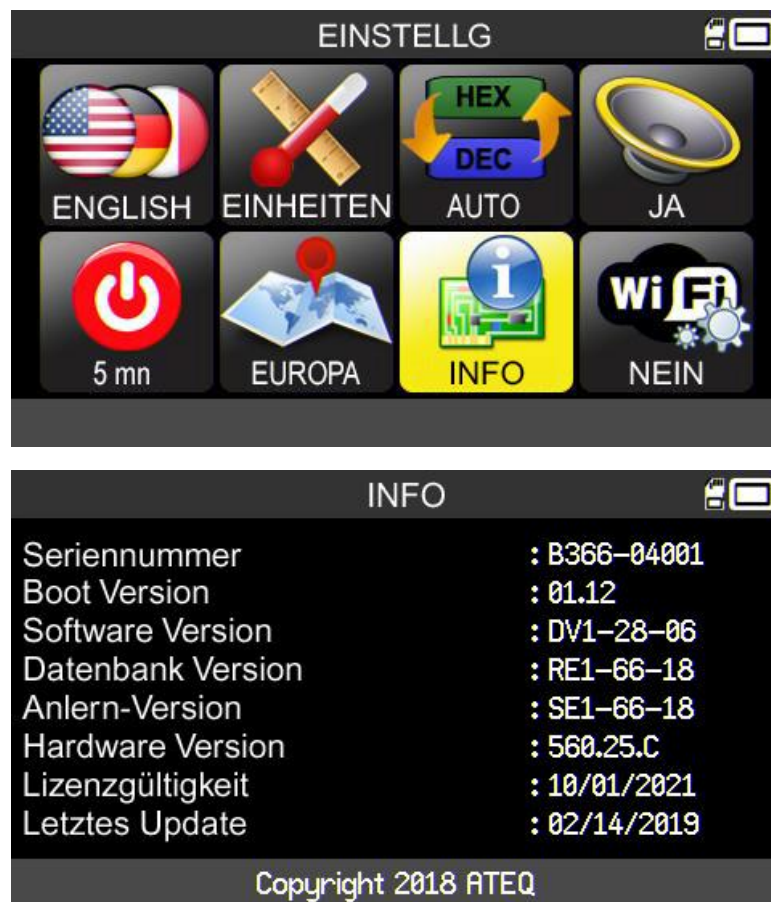 EINSTELLG
HEX
DEC
ENGLISH EINHEITEN AUTO JA
Wi Fi
5 mn EUROPA INFO NEIN
INFO
Seriennummer : B366-04001
Boot Version : 01.12
Software Version : DV1-28-06
Datenbank Version : RE1-66-18
Anlern-Version : SE1-66-18
Hardware Version : 560.25.C
Lizenzgültigkeit : 10/01/2021
Letztes Update : 02/14/2019
Copyright 2018 ATEQ